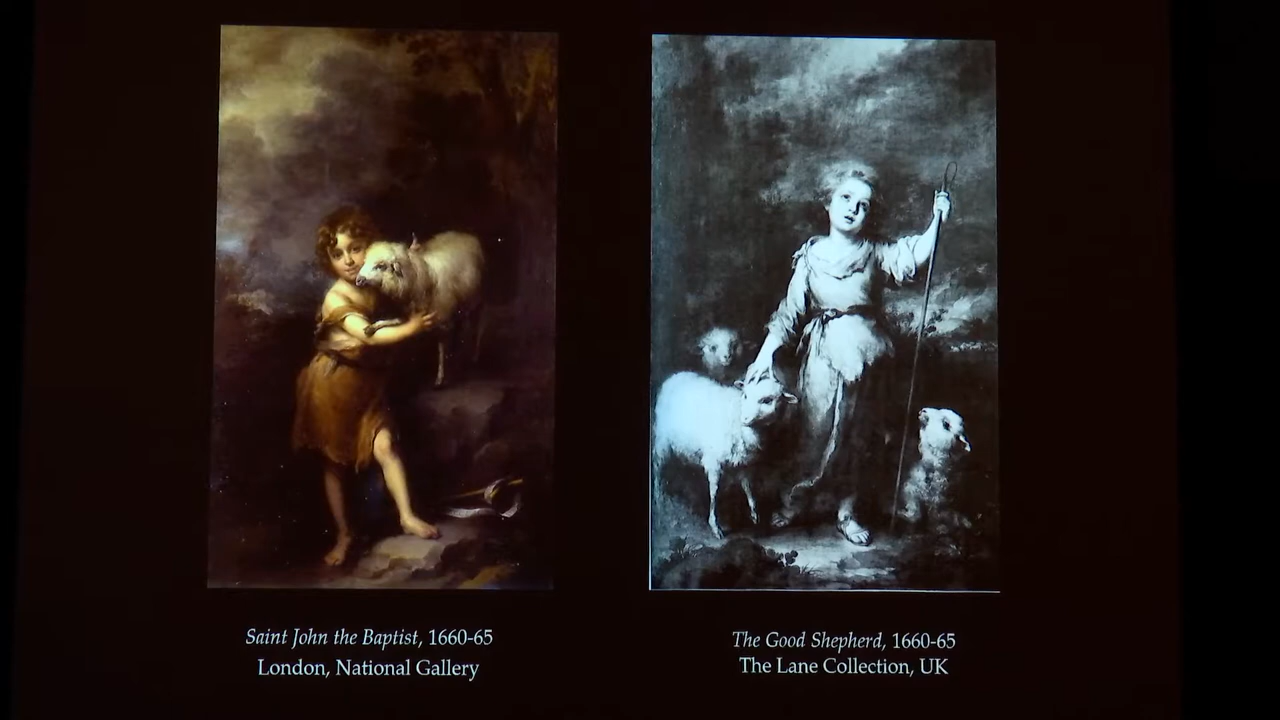 Saint John the Baptist, 1660-65
London, National Gallery
The Good Shepherd, 1660-65
The Lane Collection, UK